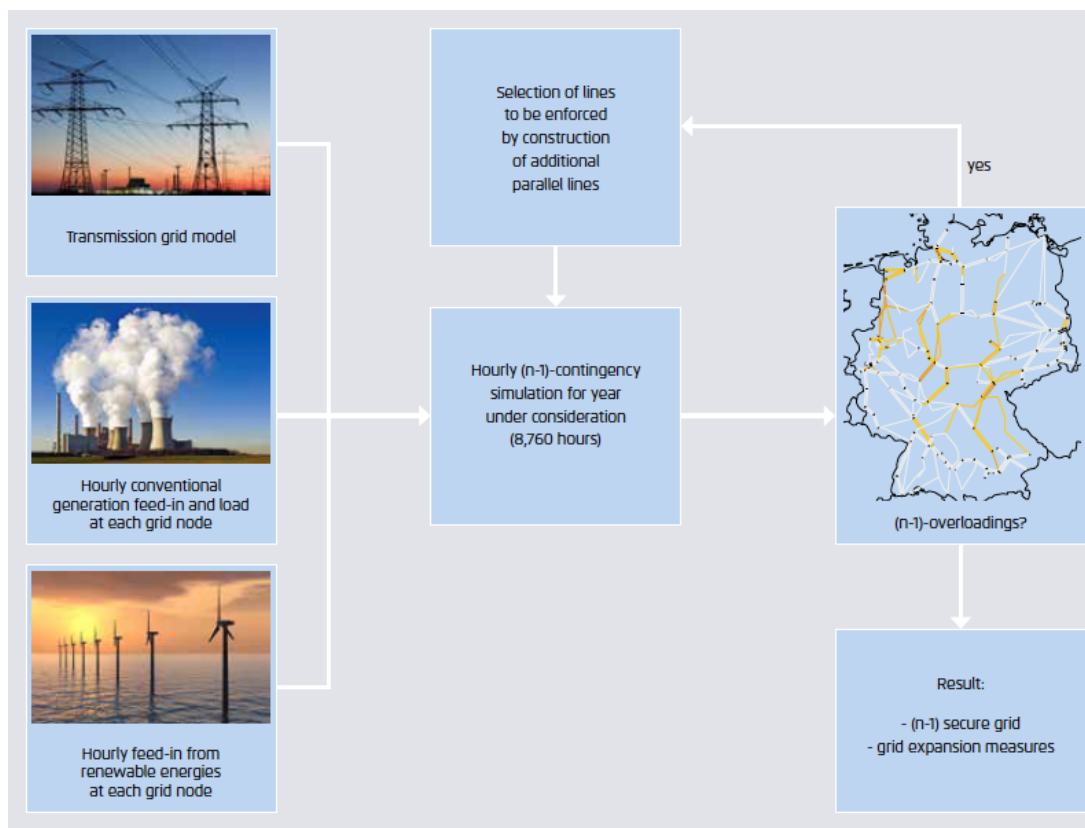 Transmission grid model
Hourly conventional
generation feed-in and load
at each grid node
Hourly feed-in from
renewable energies
at each grid node
Selection of lines
to be enforced
by construction
of additional
parallel lines
Hourly (n-1)-contingency
simulation for year
under consideration
(8,760 hours)
yes
(n-1)-overloadings?
Result:
- (n-1) secure grid
- grid expansion measures